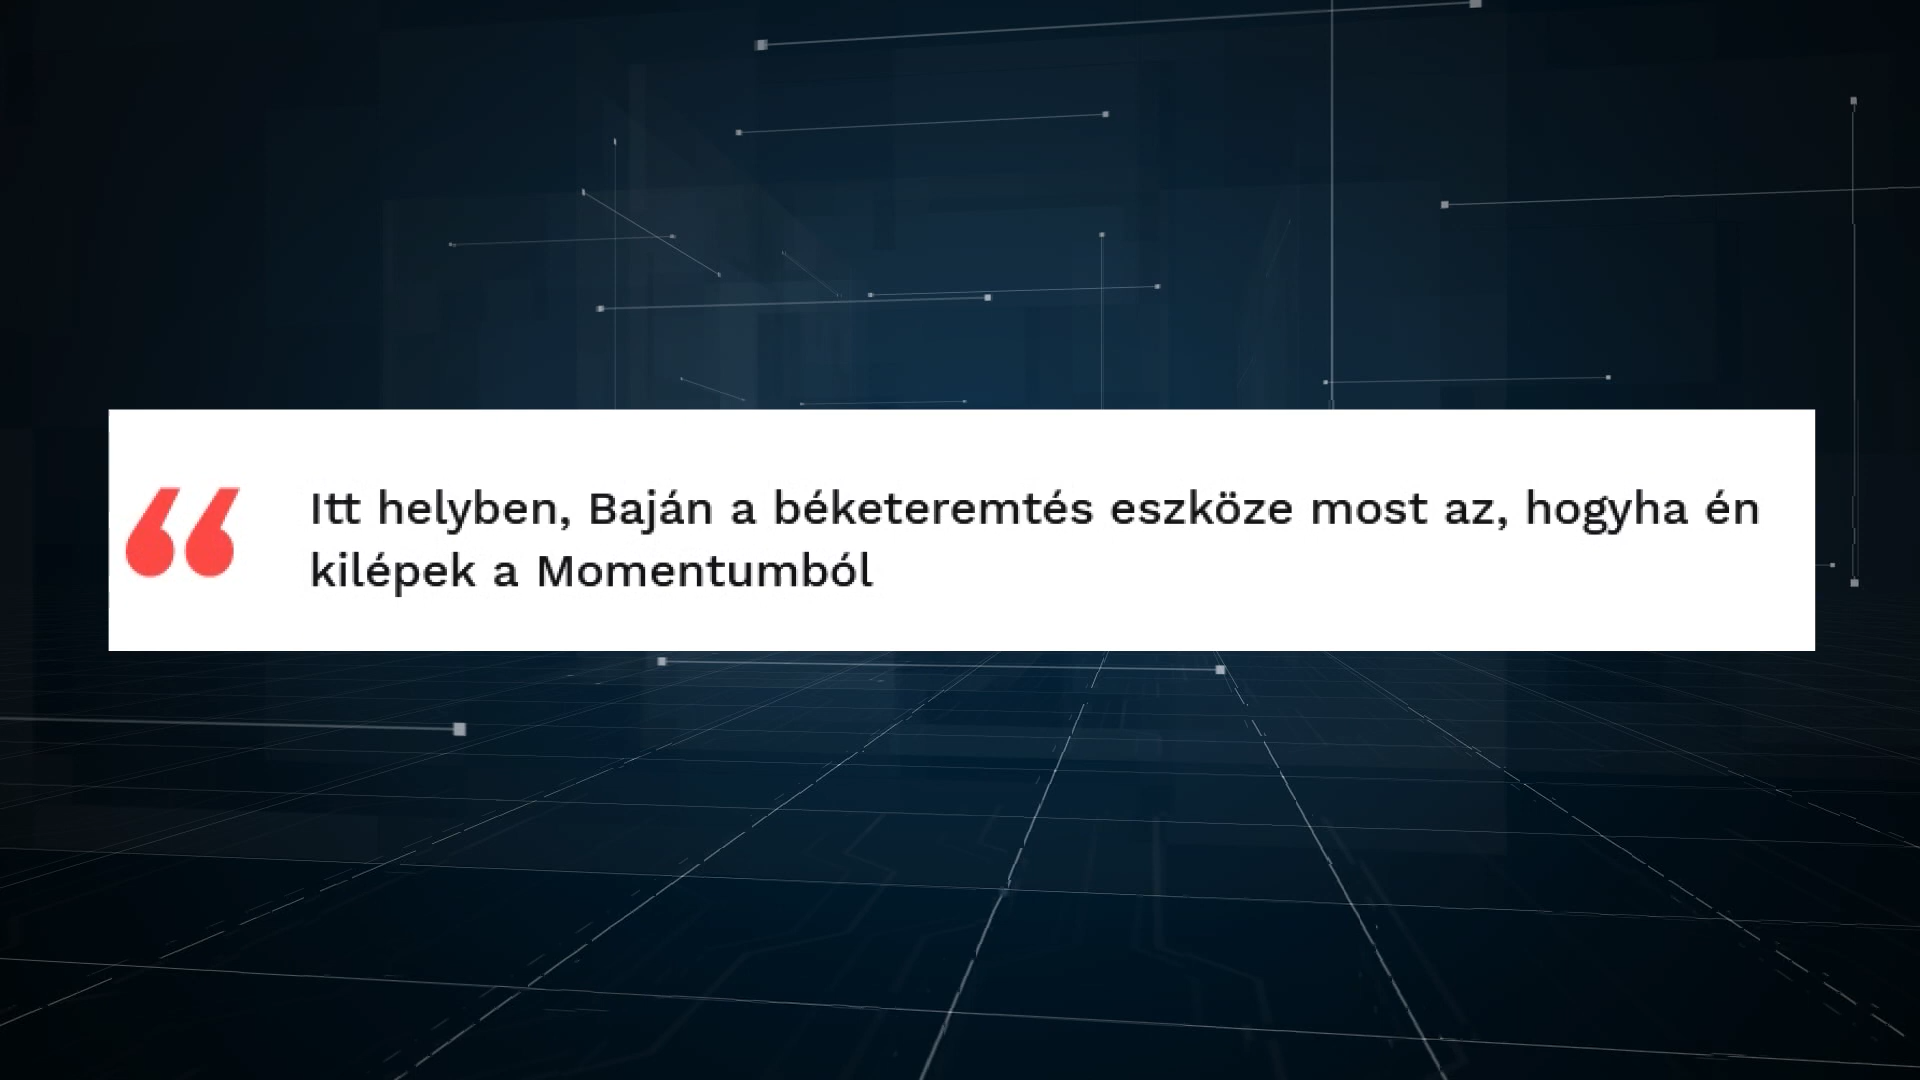 Itt helyben, Baján a béketeremtés eszköze most az, hogyha én
kilépek a Momentumból